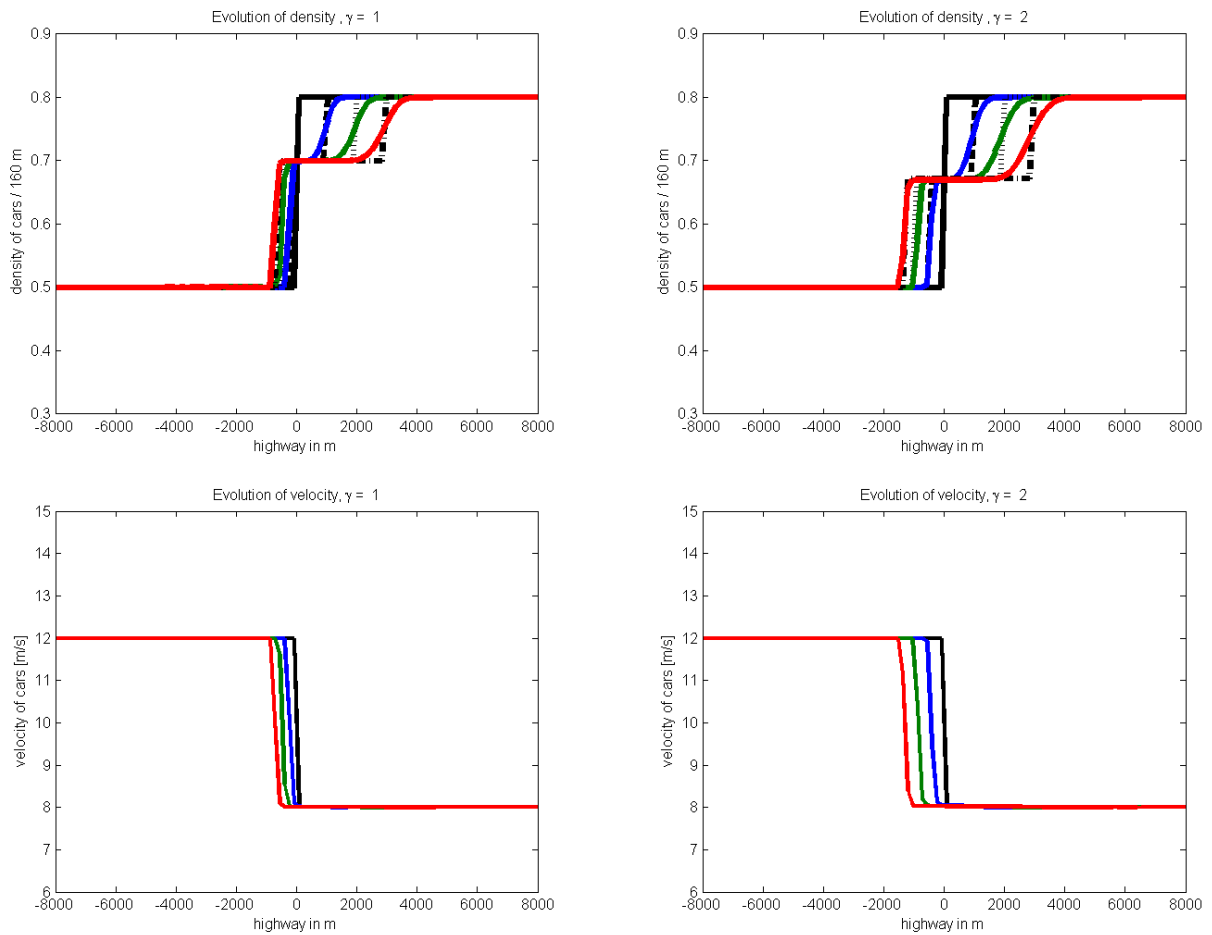 Evolution of density , γ = 1
0.9
0.8
0.7
0.6
0.5
0.4
0.3
density of cars / 160 m
-8000 -6000 -4000 -2000 0 2000 4000 6000 8000
highway in m
Evolution of density , γ = 2
0.9
0.8
0.7
0.6
0.5
0.4
0.3
density of cars / 160 m
-8000 -6000 -4000 -2000 0 2000 4000 6000 8000
highway in m
Evolution of velocity, γ = 1
15
14
13
12
11
10
9
8
7
6
velocity of cars [m/s]
-8000 -6000 -4000 -2000 0 2000 4000 6000 8000
highway in m
Evolution of velocity, γ = 2
15
14
13
12
11
10
9
8
7
6
velocity of cars [m/s]
-8000 -6000 -4000 -2000 0 2000 4000 6000 8000
highway in m